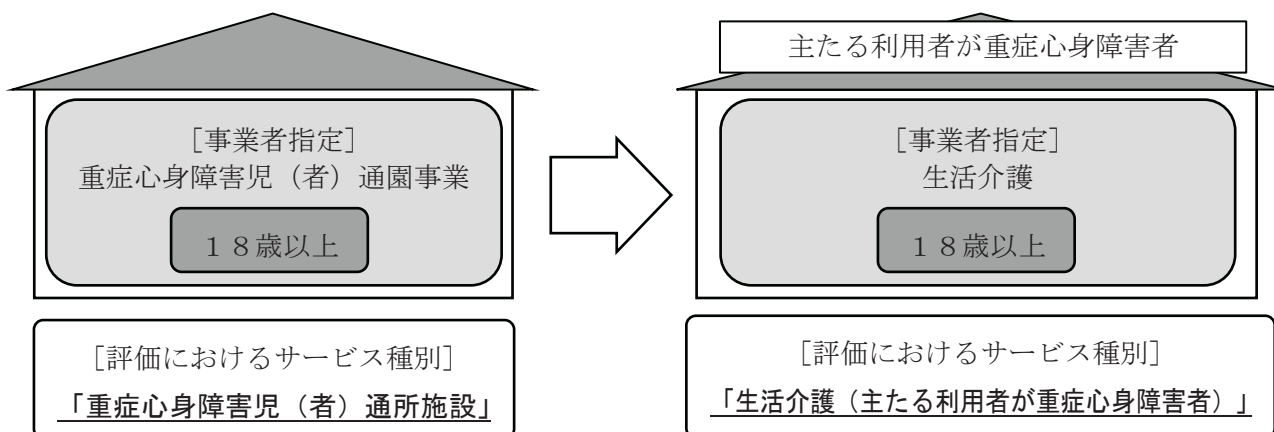 [事業者指定]
重症心身障害児（者）通園事業
１８歳以上
[評価におけるサービス種別]
「重症心身障害児（者）通所施設」
主たる利用者が重症心身障害者
[事業者指定]
生活介護
１８歳以上
[評価におけるサービス種別]
「生活介護（主たる利用者が重症心身障害者）」